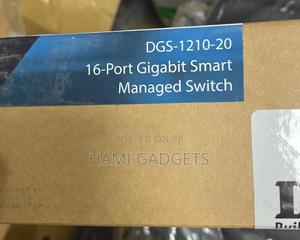 DGS-1210-20
16-Port Gigabit Smart
Managed Switch
POSTED ON jiji
HAMI GADGETS